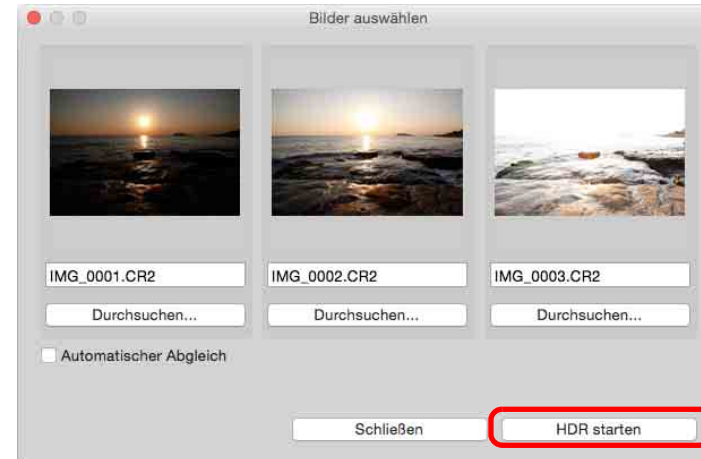 Bilder auswählen
IMG_0001.CR2 IMG_0002.CR2 IMG_0003.CR2
Durchsuchen... Durchsuchen... Durchsuchen...
Automatischer Abgleich
Schließen HDR starten